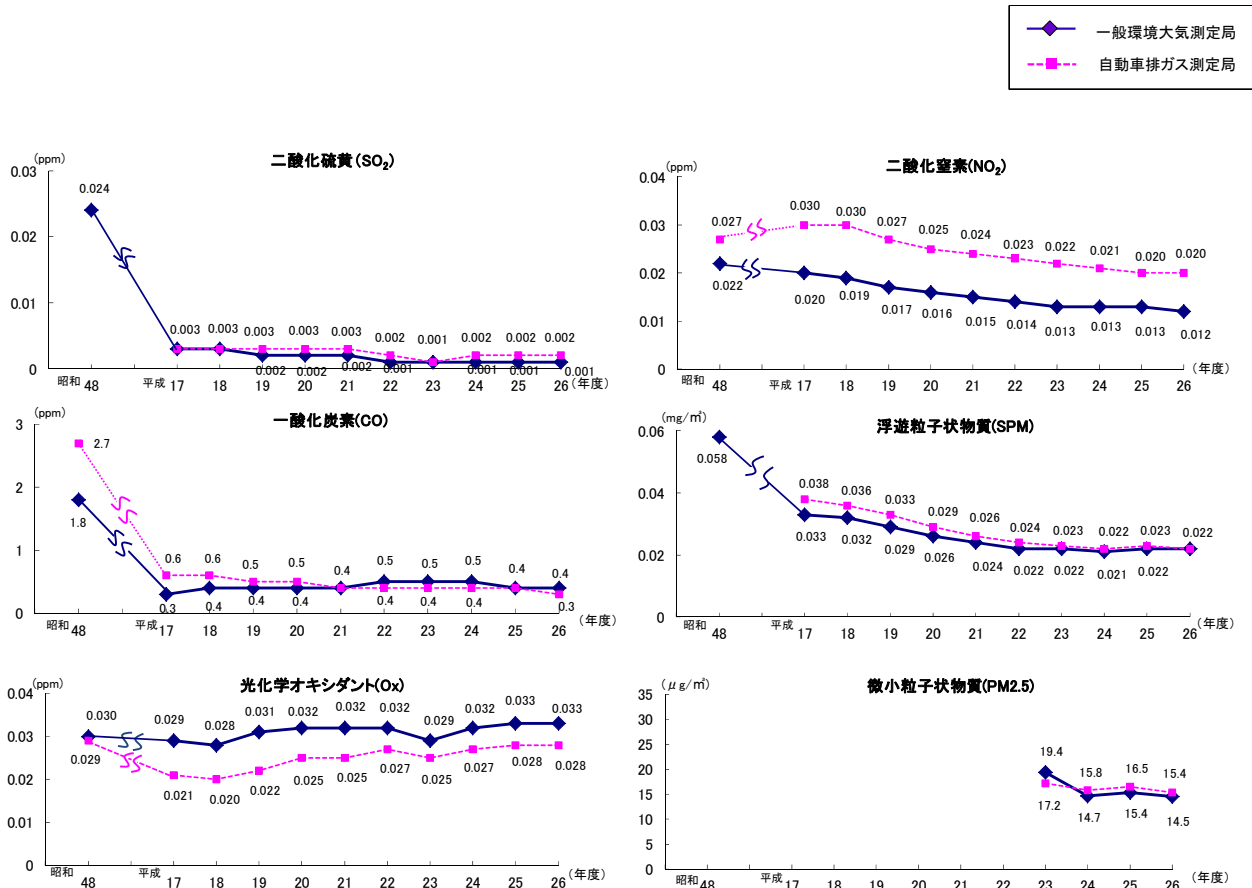 一般環境大気測定局
自動車排ガス測定局
二酸化硫黄(SO₂)
(ppm)
0.03
0.02
0.01
0
0.024
0.003 0.003 0.003 0.003 0.003 0.002 0.001 0.002 0.002 0.002
0.002 0.002 0.002 0.001 0.001 0.001 0.001
昭和 48 平成 17 18 19 20 21 22 23 24 25 26 (年度)
二酸化窒素(NO₂)
(ppm)
0.04
0.03
0.02
0.01
0
0.027 0.030 0.030 0.027 0.025 0.024 0.023 0.022 0.021 0.020 0.020
0.022 0.020 0.019 0.017 0.016 0.015 0.014 0.013 0.013 0.013 0.012
昭和 48 平成 17 18 19 20 21 22 23 24 25 26 (年度)
一酸化炭素(CO)
(ppm)
3
2
1
0
2.7
1.8
0.6 0.6 0.5 0.5 0.4 0.5 0.5 0.5 0.4 0.4
0.3 0.4 0.4 0.4 0.4 0.4 0.4 0.3
昭和 48 平成 17 18 19 20 21 22 23 24 25 26 (年度)
浮遊粒子状物質(SPM)
(mg/㎥)
0.06
0.04
0.02
0
0.058
0.038 0.036 0.033 0.029 0.026 0.024 0.023 0.022 0.023 0.022
0.033 0.032 0.029 0.026 0.024 0.022 0.022 0.021 0.022
昭和 48 平成 17 18 19 20 21 22 23 24 25 26 (年度)
光化学オキシダント(Ox)
(ppm)
0.04
0.03
0.02
0.01
0
0.030 0.029 0.028 0.031 0.032 0.032 0.032 0.029 0.032 0.033 0.033
0.029 0.021 0.020 0.022 0.025 0.025 0.027 0.025 0.027 0.028 0.028
昭和 48 平成 17 18 19 20 21 22 23 24 25 26 (年度)
微小粒子状物質(PM2.5)
(μg/㎥)
35
30
25
20
15
10
5
0
19.4 15.8 16.5 15.4
17.2 14.7 15.4 14.5
昭和 48 平成 17 18 19 20 21 22 23 24 25 26 (年度)